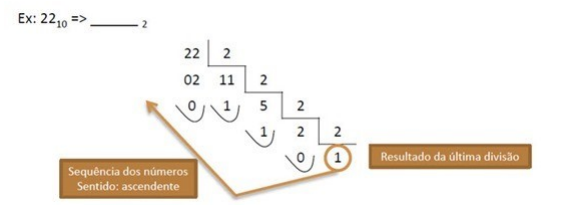 Ex: 22₁₀ => ______ ₂
22 2
02 11 2
0 1 5 2
1 2 2
0 1
Resultado da última divisão
Sequência dos números
Sentido: ascendente